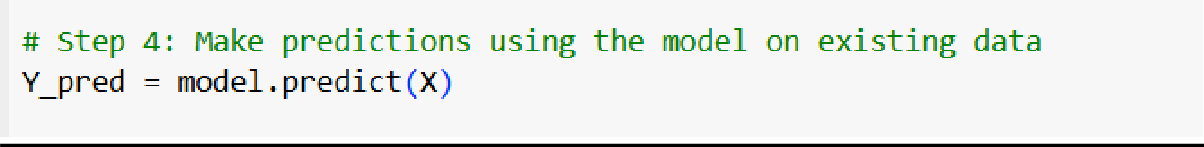 # Step 4: Make predictions using the model on existing data
Y_pred = model.predict(X)